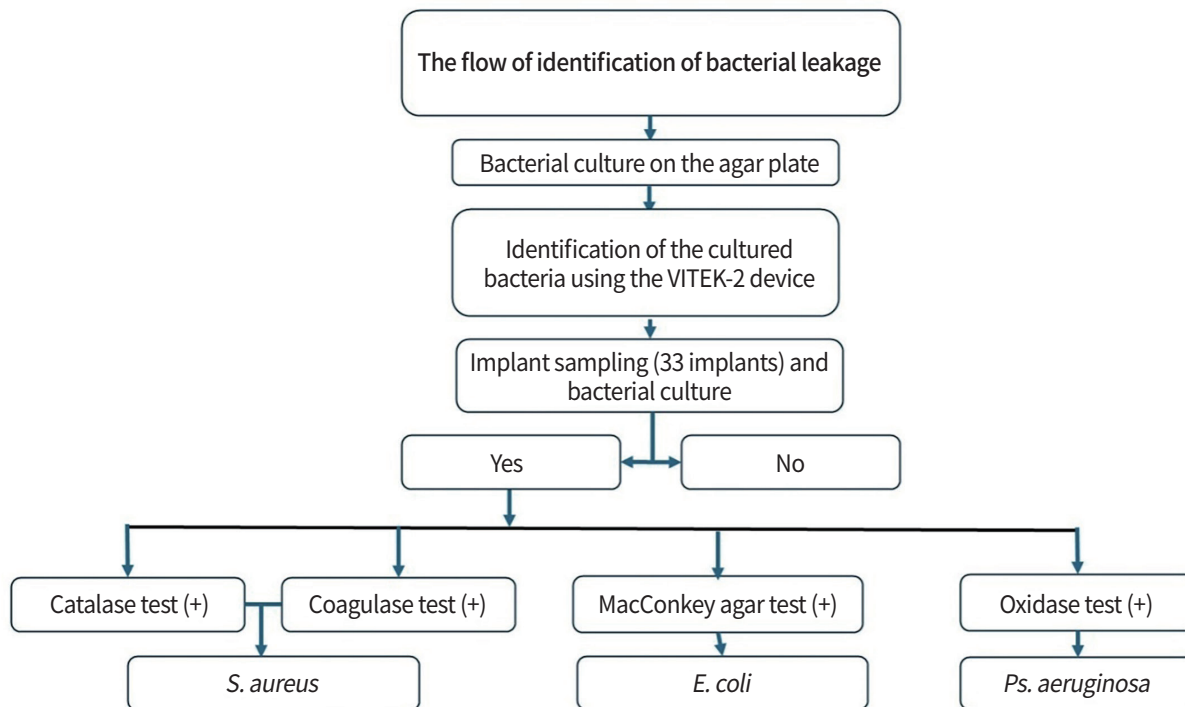 The flow of identification of bacterial leakage
Bacterial culture on the agar plate
Identification of the cultured
bacteria using the VITEK-2 device
Implant sampling (33 implants) and
bacterial culture
Yes
No
Catalase test (+)
Coagulase test (+)
MacConkey agar test (+)
Oxidase test (+)
S. aureus
E. coli
Ps. aeruginosa